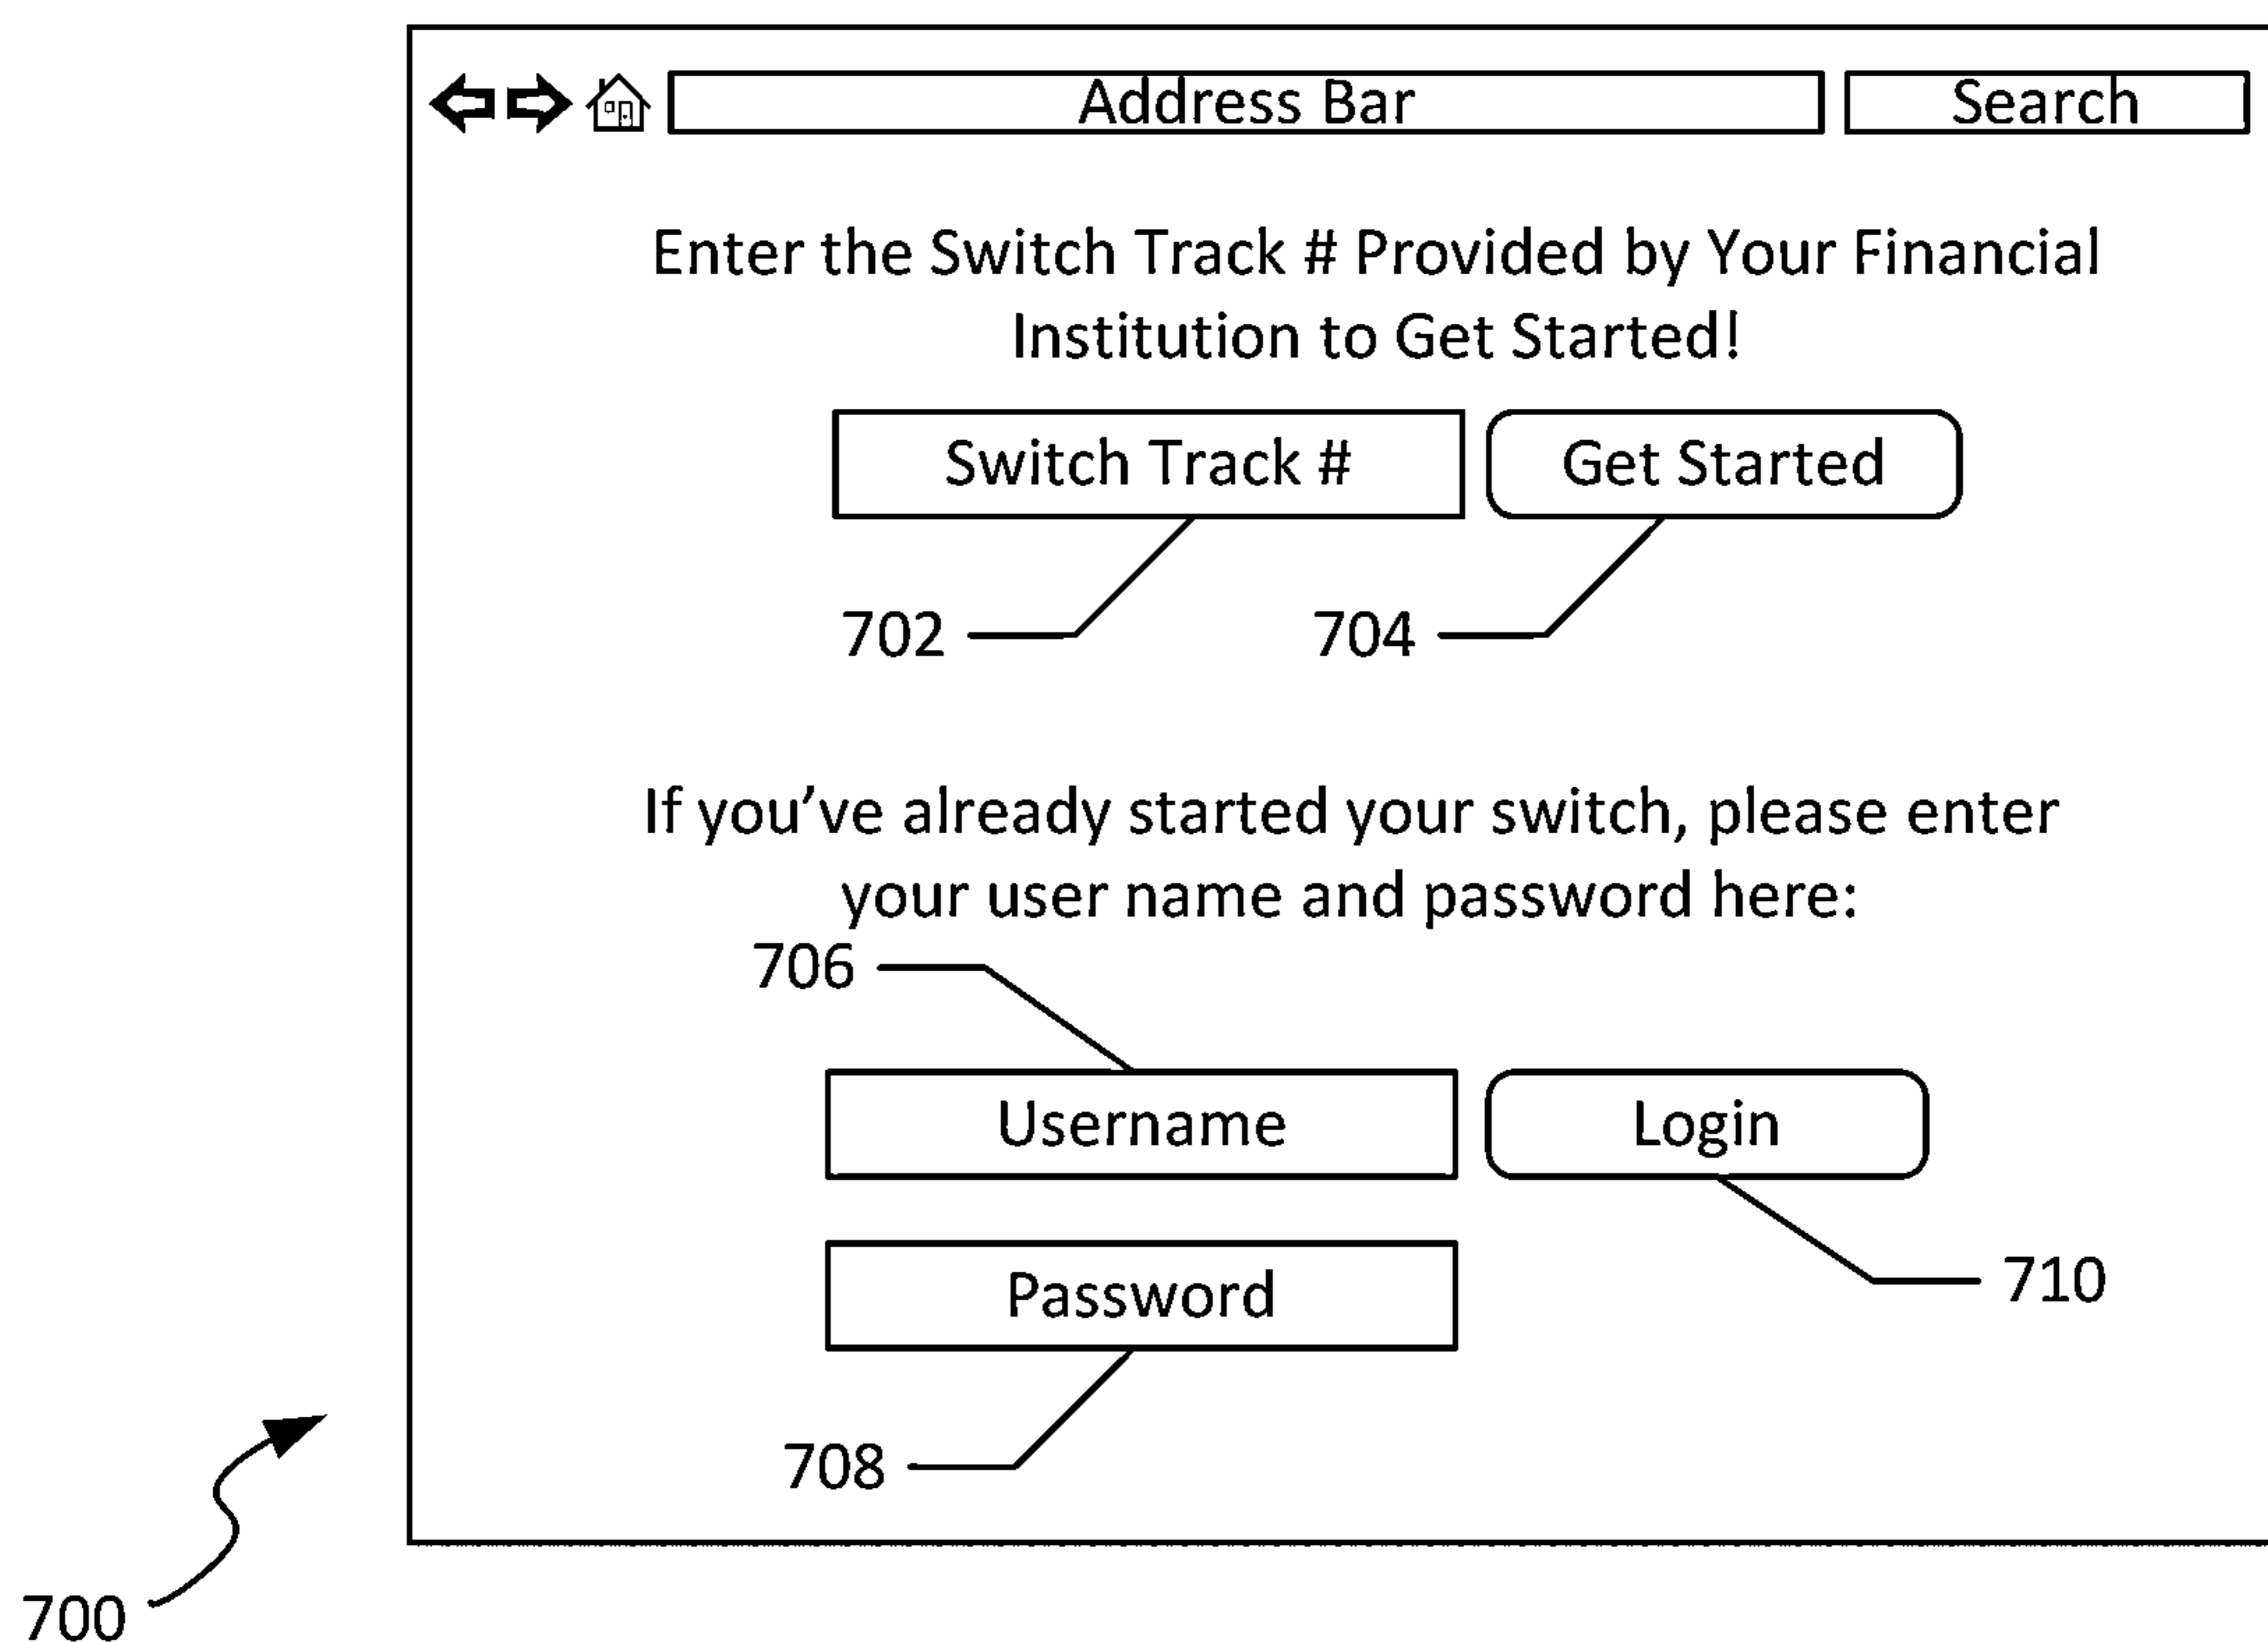 Address Bar Search
Enter the Switch Track # Provided by Your Financial
Institution to Get Started!
Switch Track # Get Started
702 704
If you've already started your switch, please enter
your user name and password here:
706
Username Login
Password
710
708
700